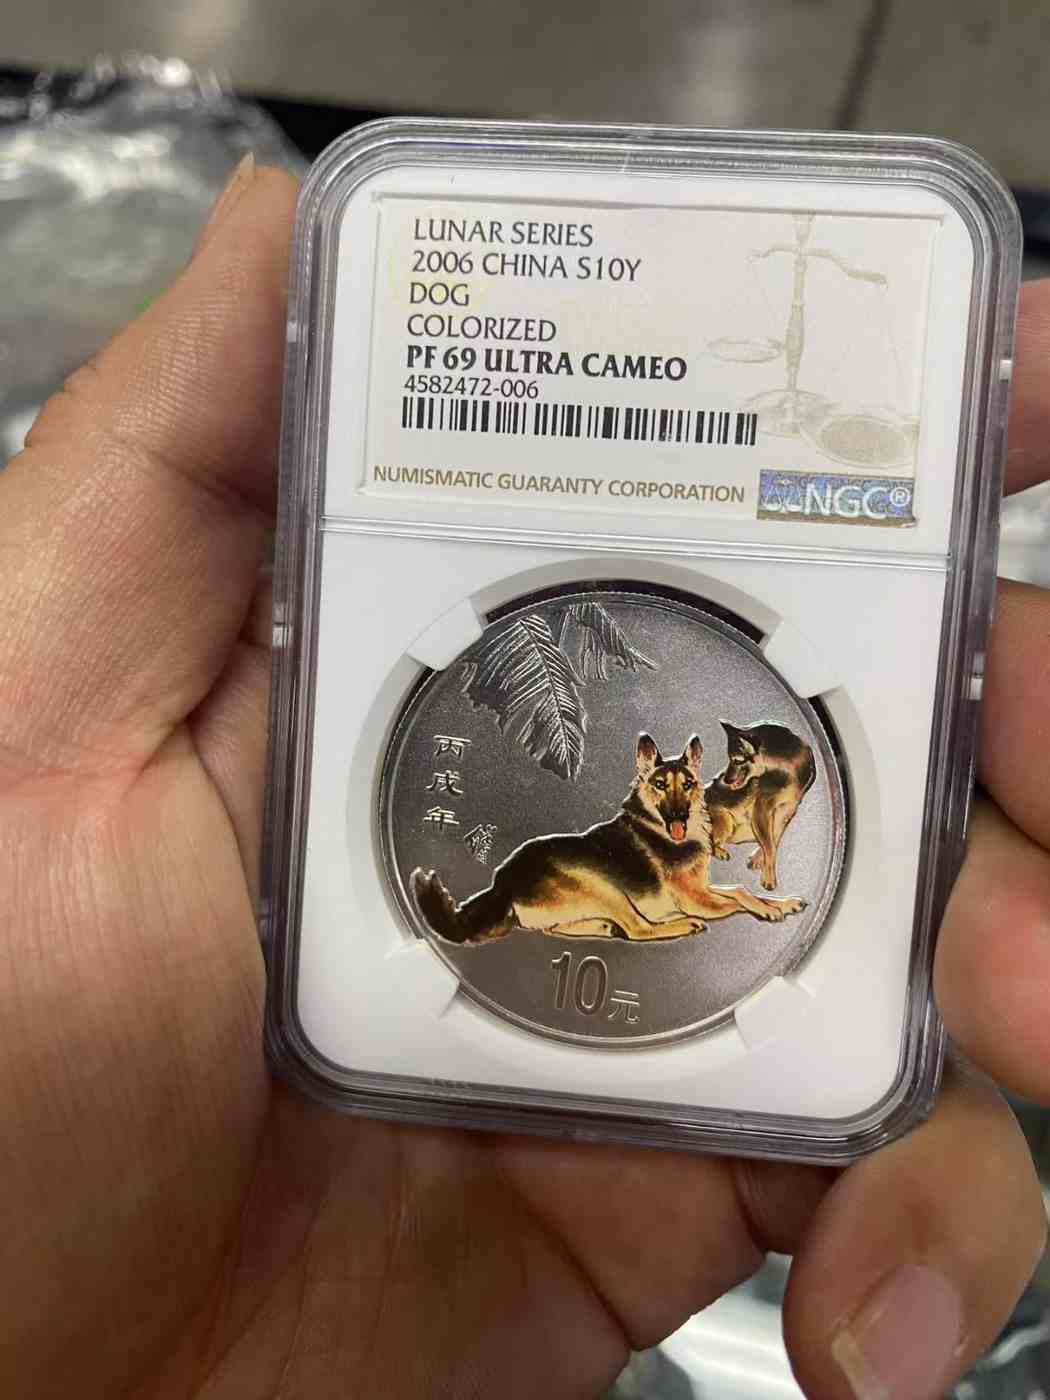 LUNAR SERIES
2006 CHINA S10Y
DOG
COLORIZED
PF 69 ULTRA CAMEO
4582472-006
NUMISMATIC GUARANTY CORPORATION
NGC®
丙戌年
10元